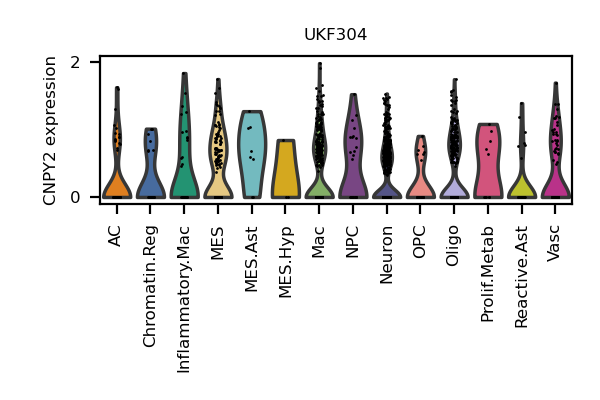 UKF304
CNPY2 expression
2
0
AC
Chromatin.Reg
Inflammatory.Mac
MES
MES.Ast
MES.Hyp
Mac
NPC
Neuron
OPC
Oligo
Prolif.Metab
Reactive.Ast
Vasc